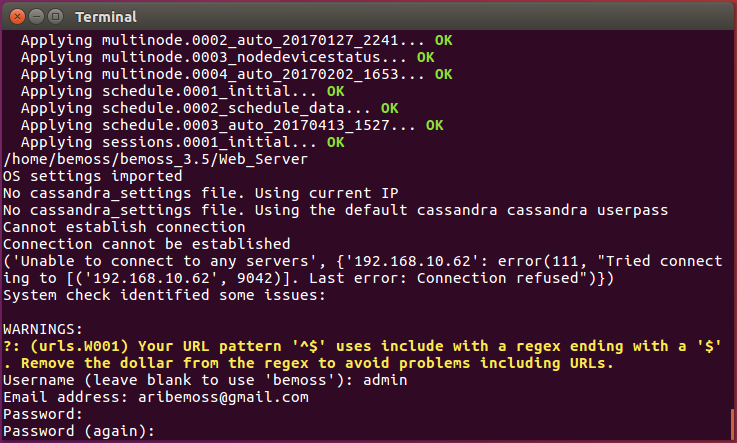 Terminal
Applying multinode.0002_auto_20170127_2241... OK
Applying multinode.0003_nodedevicestatus... OK
Applying multinode.0004_auto_20170202_1653... OK
Applying schedule.0001_initial... OK
Applying schedule.0002_schedule_data... OK
Applying schedule.0003_auto_20170413_1527... OK
Applying sessions.0001_initial... OK
/home/bemoss/bemoss_3.5/Web_Server
OS settings imported
No cassandra_settings file. Using current IP
No cassandra_settings file. Using the default cassandra cassandra userpass
Cannot establish connection
Connection cannot be established
('Unable to connect to any servers', {'192.168.10.62': error(111, "Tried connect
ing to [('192.168.10.62', 9042)]. Last error: Connection refused")})
System check identified some issues:
WARNINGS:
?: (urls.W001) Your URL pattern '^$' uses include with a regex ending with a '$'
. Remove the dollar from the regex to avoid problems including URLs.
Username (leave blank to use 'bemoss'): admin
Email address: aribemoss@gmail.com
Password:
Password (again):